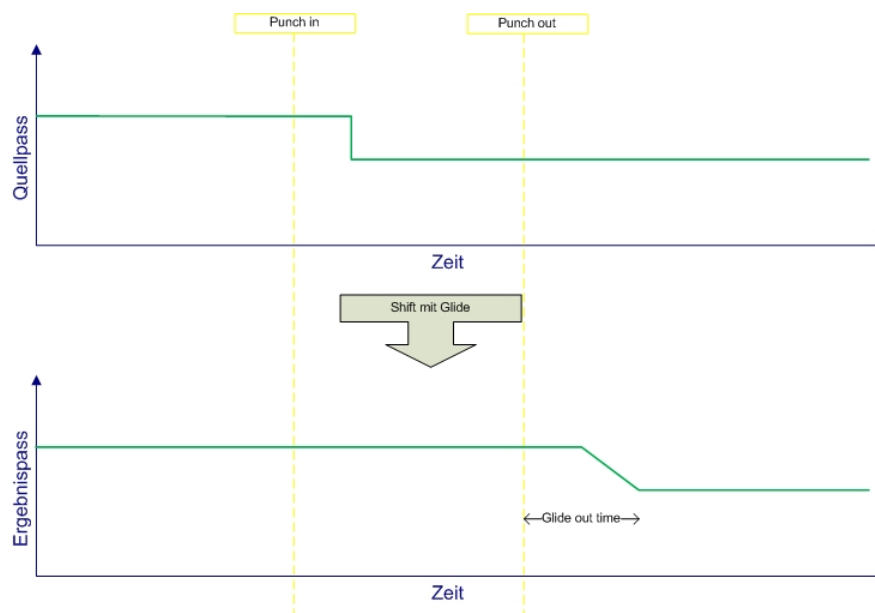 Punch in
Punch out
Quellpass
Zeit
Shift mit Glide
Ergebnispass
Glide out time
Zeit